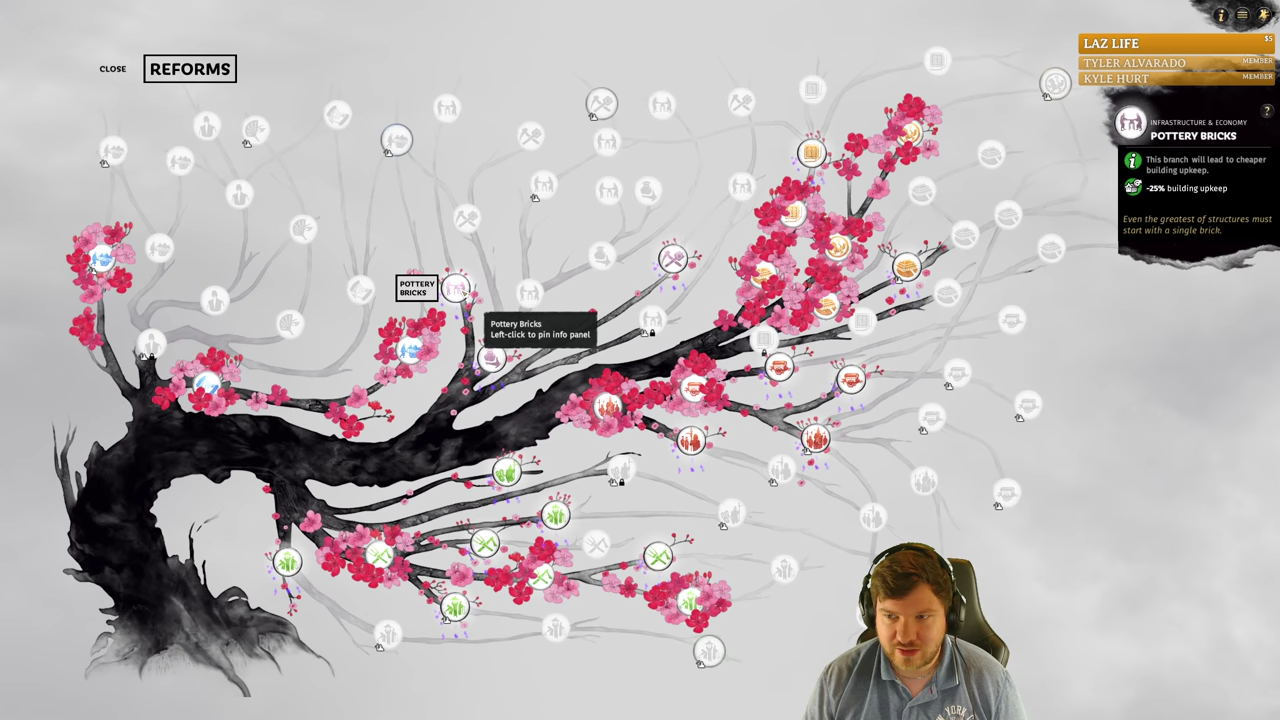 CLOSE
REFORMS
LAZ LIFE
$5
TYLER ALVARADO
MEMBER
KYLE HURT
MEMBER
INFRASTRUCTURE & ECONOMY
?
POTTERY BRICKS
This branch will lead to cheaper
building upkeep.
-25% building upkeep
Even the greatest of structures must
start with a single brick.
POTTERY
BRICKS
Pottery Bricks
Left-click to pin info panel